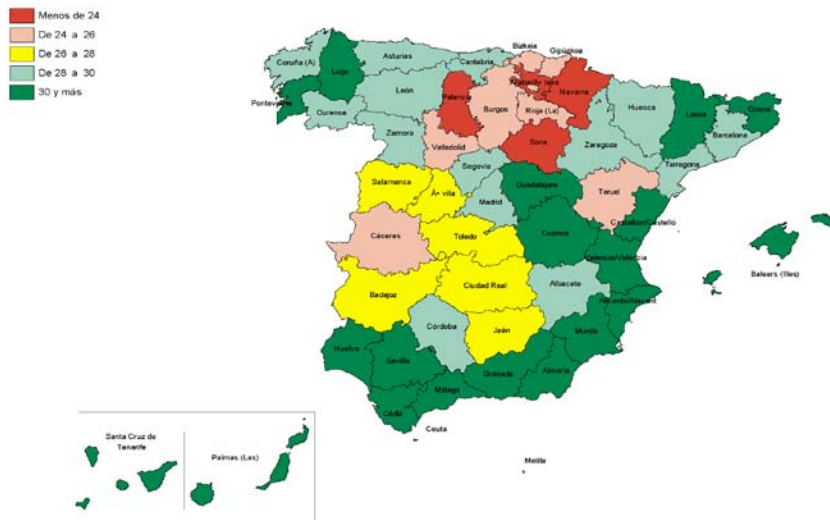 Menos de 24
De 24 a 26
De 26 a 28
De 28 a 30
30 y más
Coruña (A)
Lugo
Asturias
Cantabria
Bizkaia
Gipúzkoa
Navarra
Pontevedra
Ourense
León
Palencia
Burgos
Rioja (La)
Huesca
Lleida
Girona
Barcelona
Zamora
Valladolid
Soria
Zaragoza
Tarragona
Segovia
Salamanca
Á• vila
Madrid
Guadalajara
Teruel
Castellón/Castelló
Cáceres
Toledo
Cuenca
Valencia/València
Balears (Illes)
Badajoz
Ciudad Real
Albacete
Alicante/Alacant
Córdoba
Jaén
Murcia
Huelva
Sevilla
Granada
Almería
Málaga
Cádiz
Ceuta
Melilla
Santa Cruz de
Tenerife
Palmas (Las)